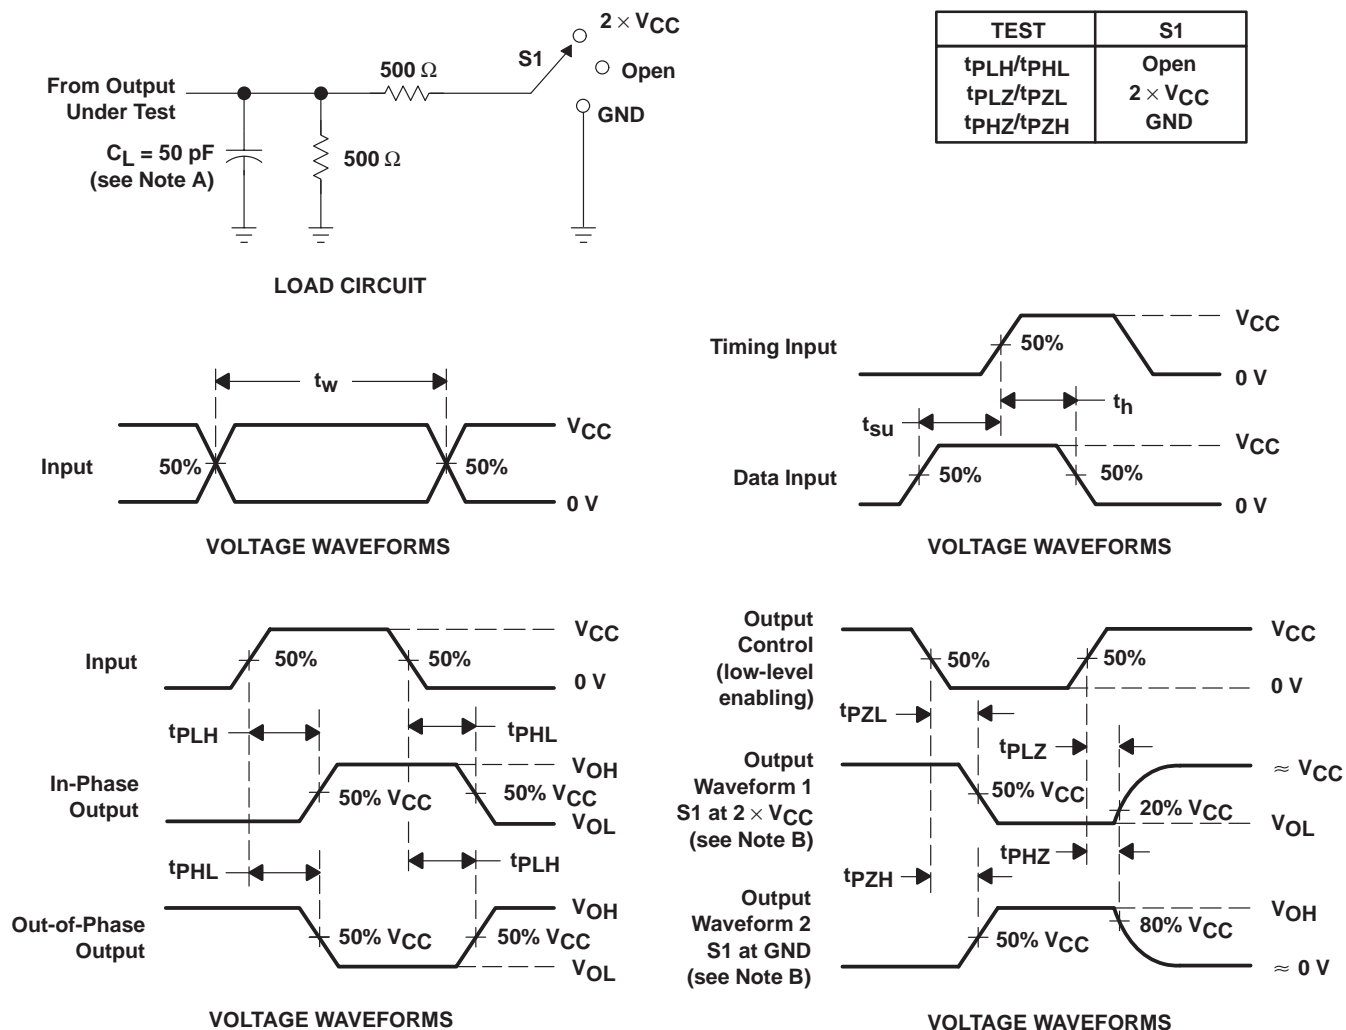 2 × VCC
S1
Open
GND
500 Ω
From Output
Under Test
CL = 50 pF
(see Note A)
500 Ω
LOAD CIRCUIT
TEST S1
tPLH/tPHL Open
tPLZ/tPZL 2 × VCC
tPHZ/tPZH GND
tw
Input
50%
50%
VCC
0 V
VOLTAGE WAVEFORMS
Timing Input
50%
VCC
0 V
th
tsu
Data Input
50%
50%
VCC
0 V
VOLTAGE WAVEFORMS
Input
50%
50%
VCC
0 V
tPLH
tPHL
In-Phase
Output
50% VCC
50% VCC
VOH
VOL
tPHL
tPLH
Out-of-Phase
Output
50% VCC
50% VCC
VOH
VOL
VOLTAGE WAVEFORMS
Output
Control
(low-level
enabling)
50%
50%
VCC
0 V
tPZL
tPLZ
Output
Waveform 1
S1 at 2 × VCC
(see Note B)
50% VCC
20% VCC
≈ VCC
VOL
tPZH
tPHZ
Output
Waveform 2
S1 at GND
(see Note B)
50% VCC
80% VCC
VOH
≈ 0 V
VOLTAGE WAVEFORMS